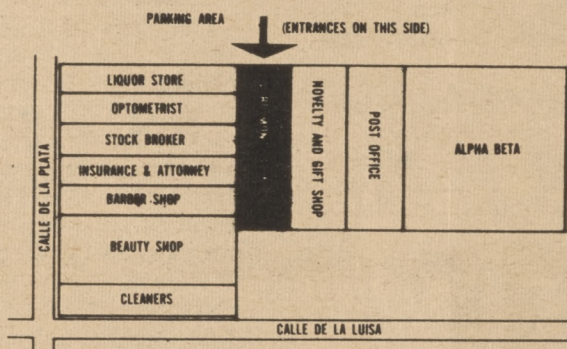 PARKING AREA
(ENTRANCES ON THIS SIDE)
LIQUOR STORE
OPTOMETRIST
STOCK BROKER
INSURANCE & ATTORNEY
BARBER SHOP
BEAUTY SHOP
CLEANERS
NOVELTY AND GIFT SHOP
POST OFFICE
ALPHA BETA
CALLE DE LA PLATA
CALLE DE LA LUISA